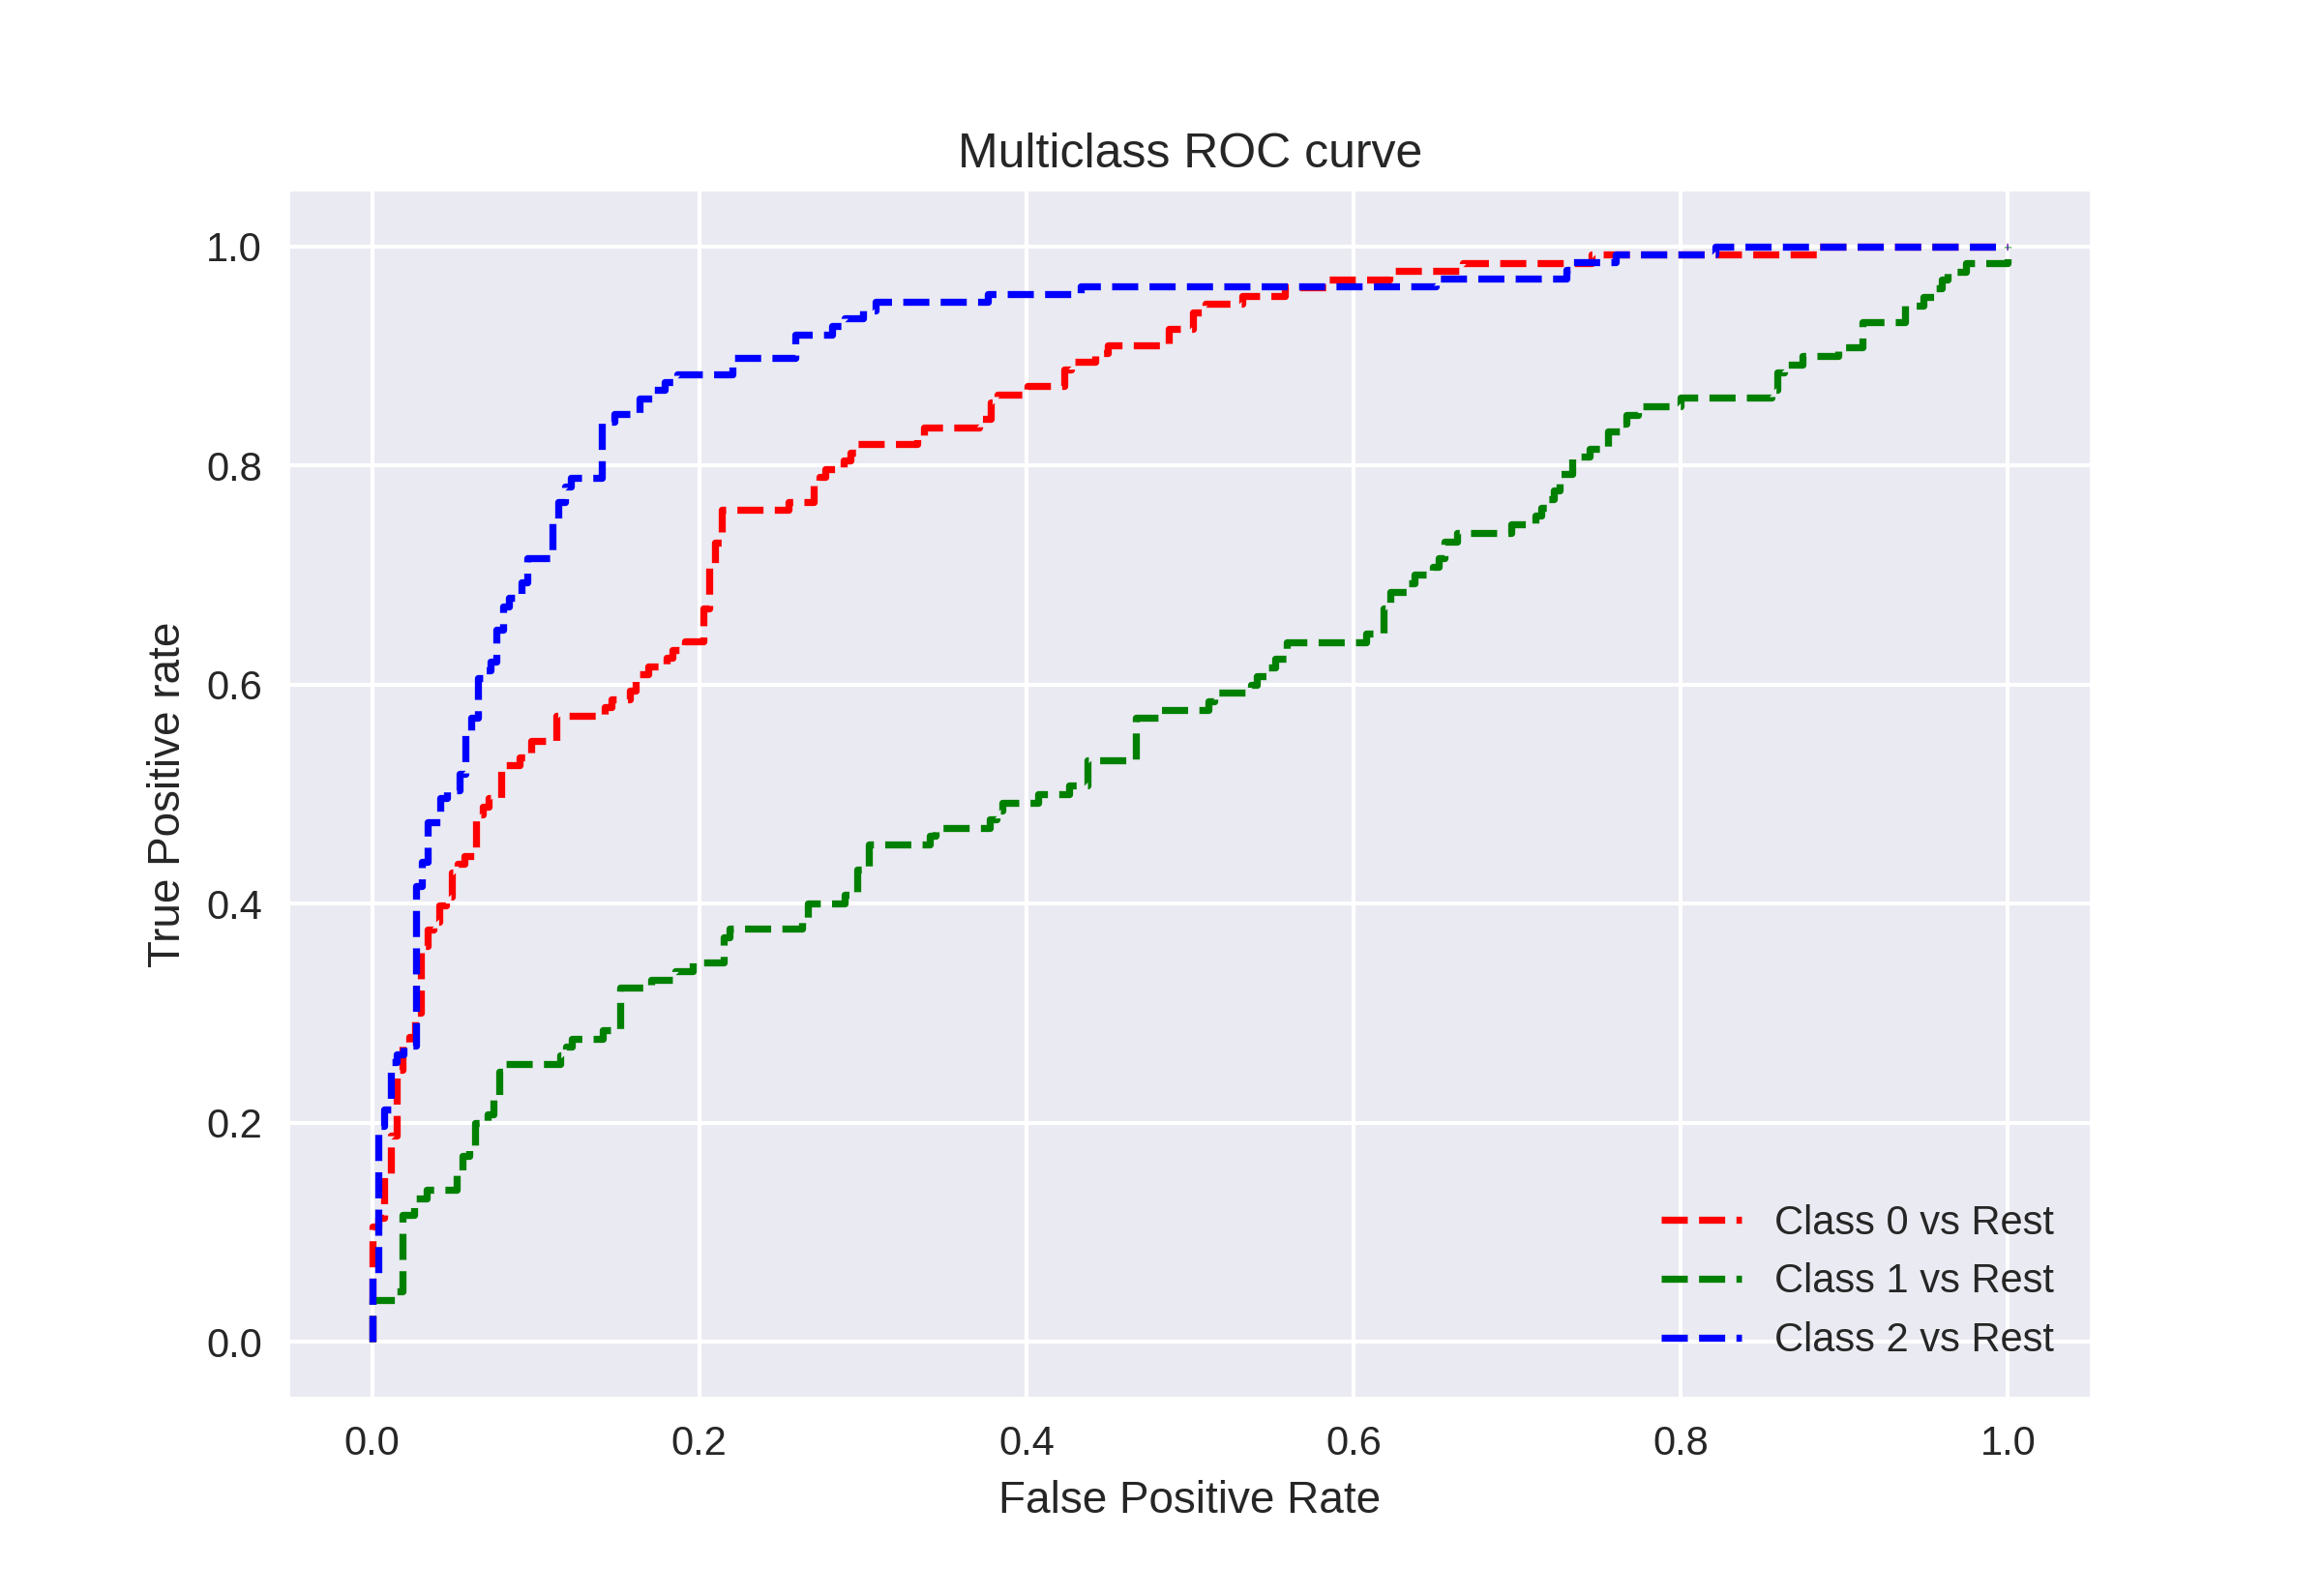 Multiclass ROC curve
True Positive rate
1.0
0.8
0.6
0.4
0.2
0.0
Class 0 vs Rest
Class 1 vs Rest
Class 2 vs Rest
0.0 0.2 0.4 0.6 0.8 1.0
False Positive Rate